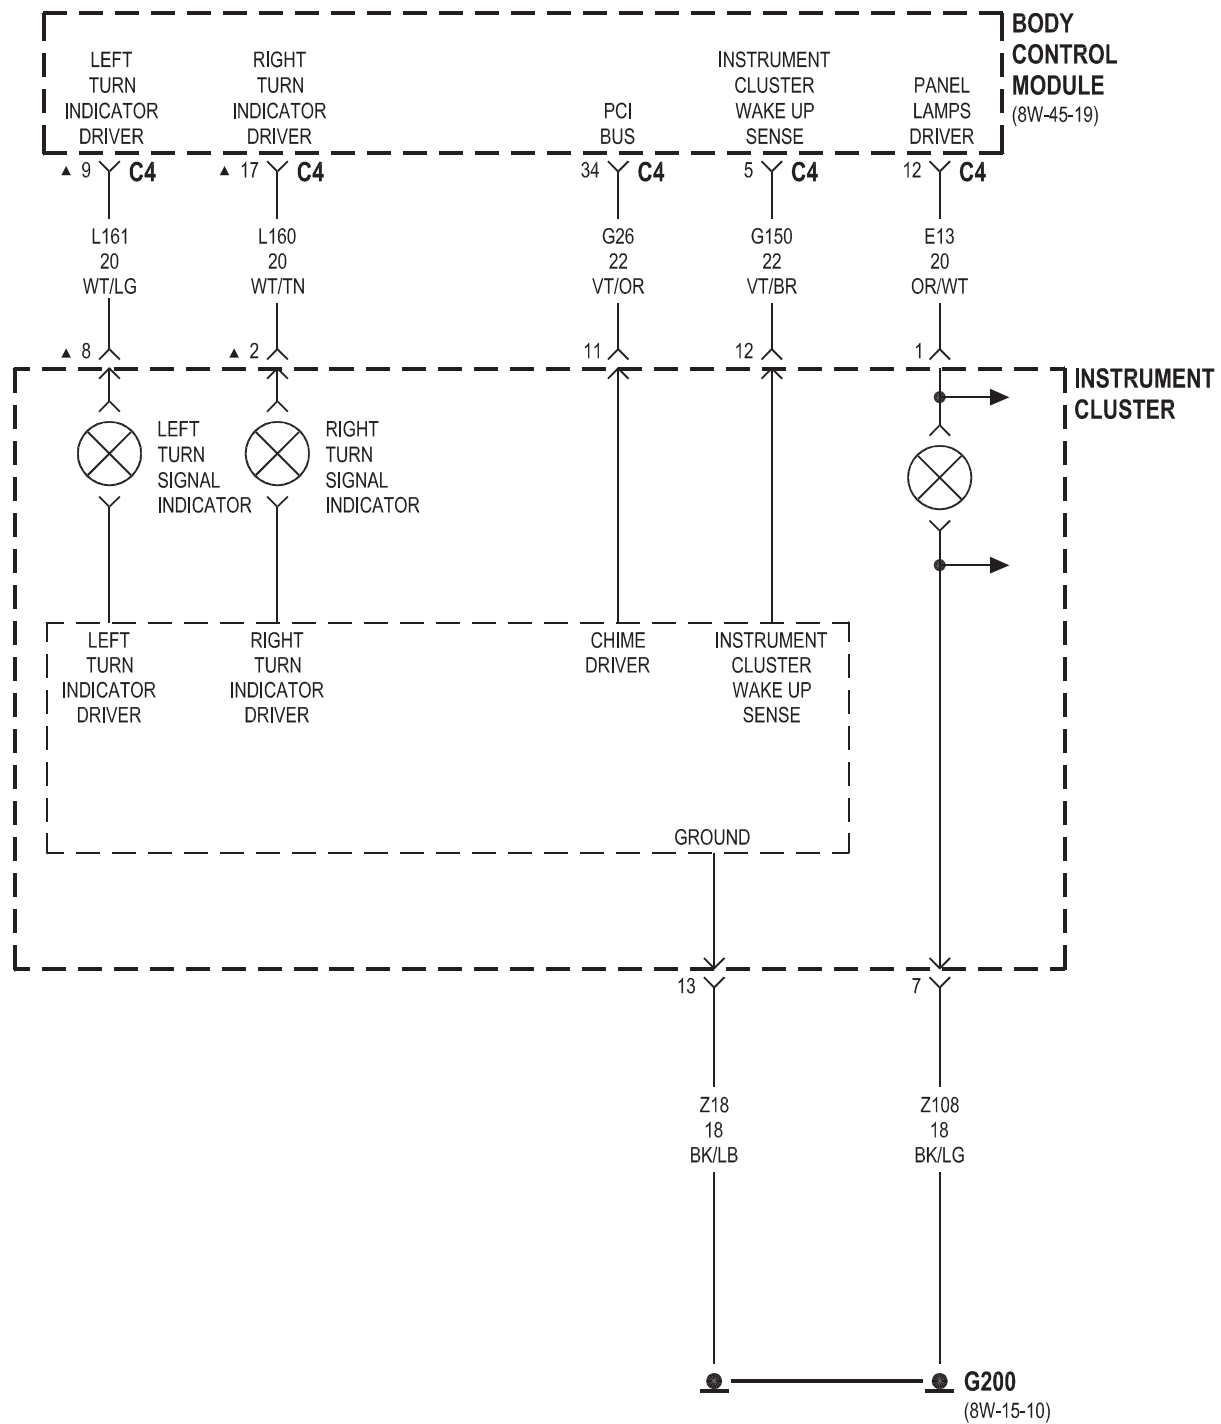 BODY
CONTROL
MODULE
(8W-45-19)
LEFT
TURN
INDICATOR
DRIVER
RIGHT
TURN
INDICATOR
DRIVER
PCI
BUS
INSTRUMENT
CLUSTER
WAKE UP
SENSE
PANEL
LAMPS
DRIVER
▲ 9 C4
▲ 17 C4
34 C4
5 C4
12 C4
L161
20
WT/LG
L160
20
WT/TN
G26
22
VT/OR
G150
22
VT/BR
E13
20
OR/WT
▲ 8
▲ 2
11
12
1
INSTRUMENT
CLUSTER
LEFT
TURN
SIGNAL
INDICATOR
RIGHT
TURN
SIGNAL
INDICATOR
LEFT
TURN
INDICATOR
DRIVER
RIGHT
TURN
INDICATOR
DRIVER
CHIME
DRIVER
INSTRUMENT
CLUSTER
WAKE UP
SENSE
GROUND
13
7
Z18
18
BK/LB
Z108
18
BK/LG
G200
(8W-15-10)